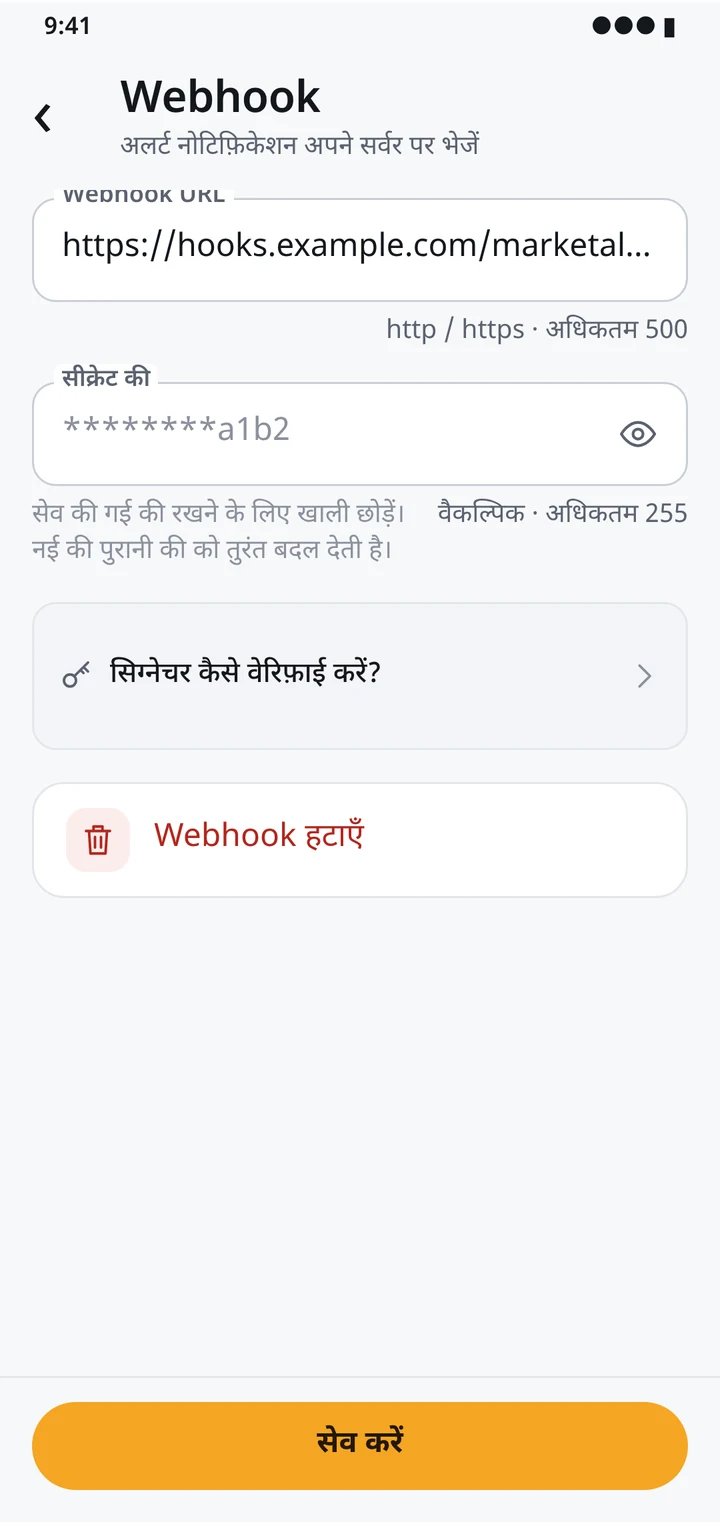 9:41
Webhook
अलर्ट नोटिफ़िकेशन अपने सर्वर पर भेजें
Webhook URL
https://hooks.example.com/marketal...
http / https · अधिकतम 500
सीक्रेट की
********a1b2
सेव की गई की रखने के लिए खाली छोड़ें।
नई की पुरानी की को तुरंत बदल देती है।
वैकल्पिक · अधिकतम 255
सिग्नेचर कैसे वेरिफ़ाई करें?
Webhook हटाएँ
सेव करें